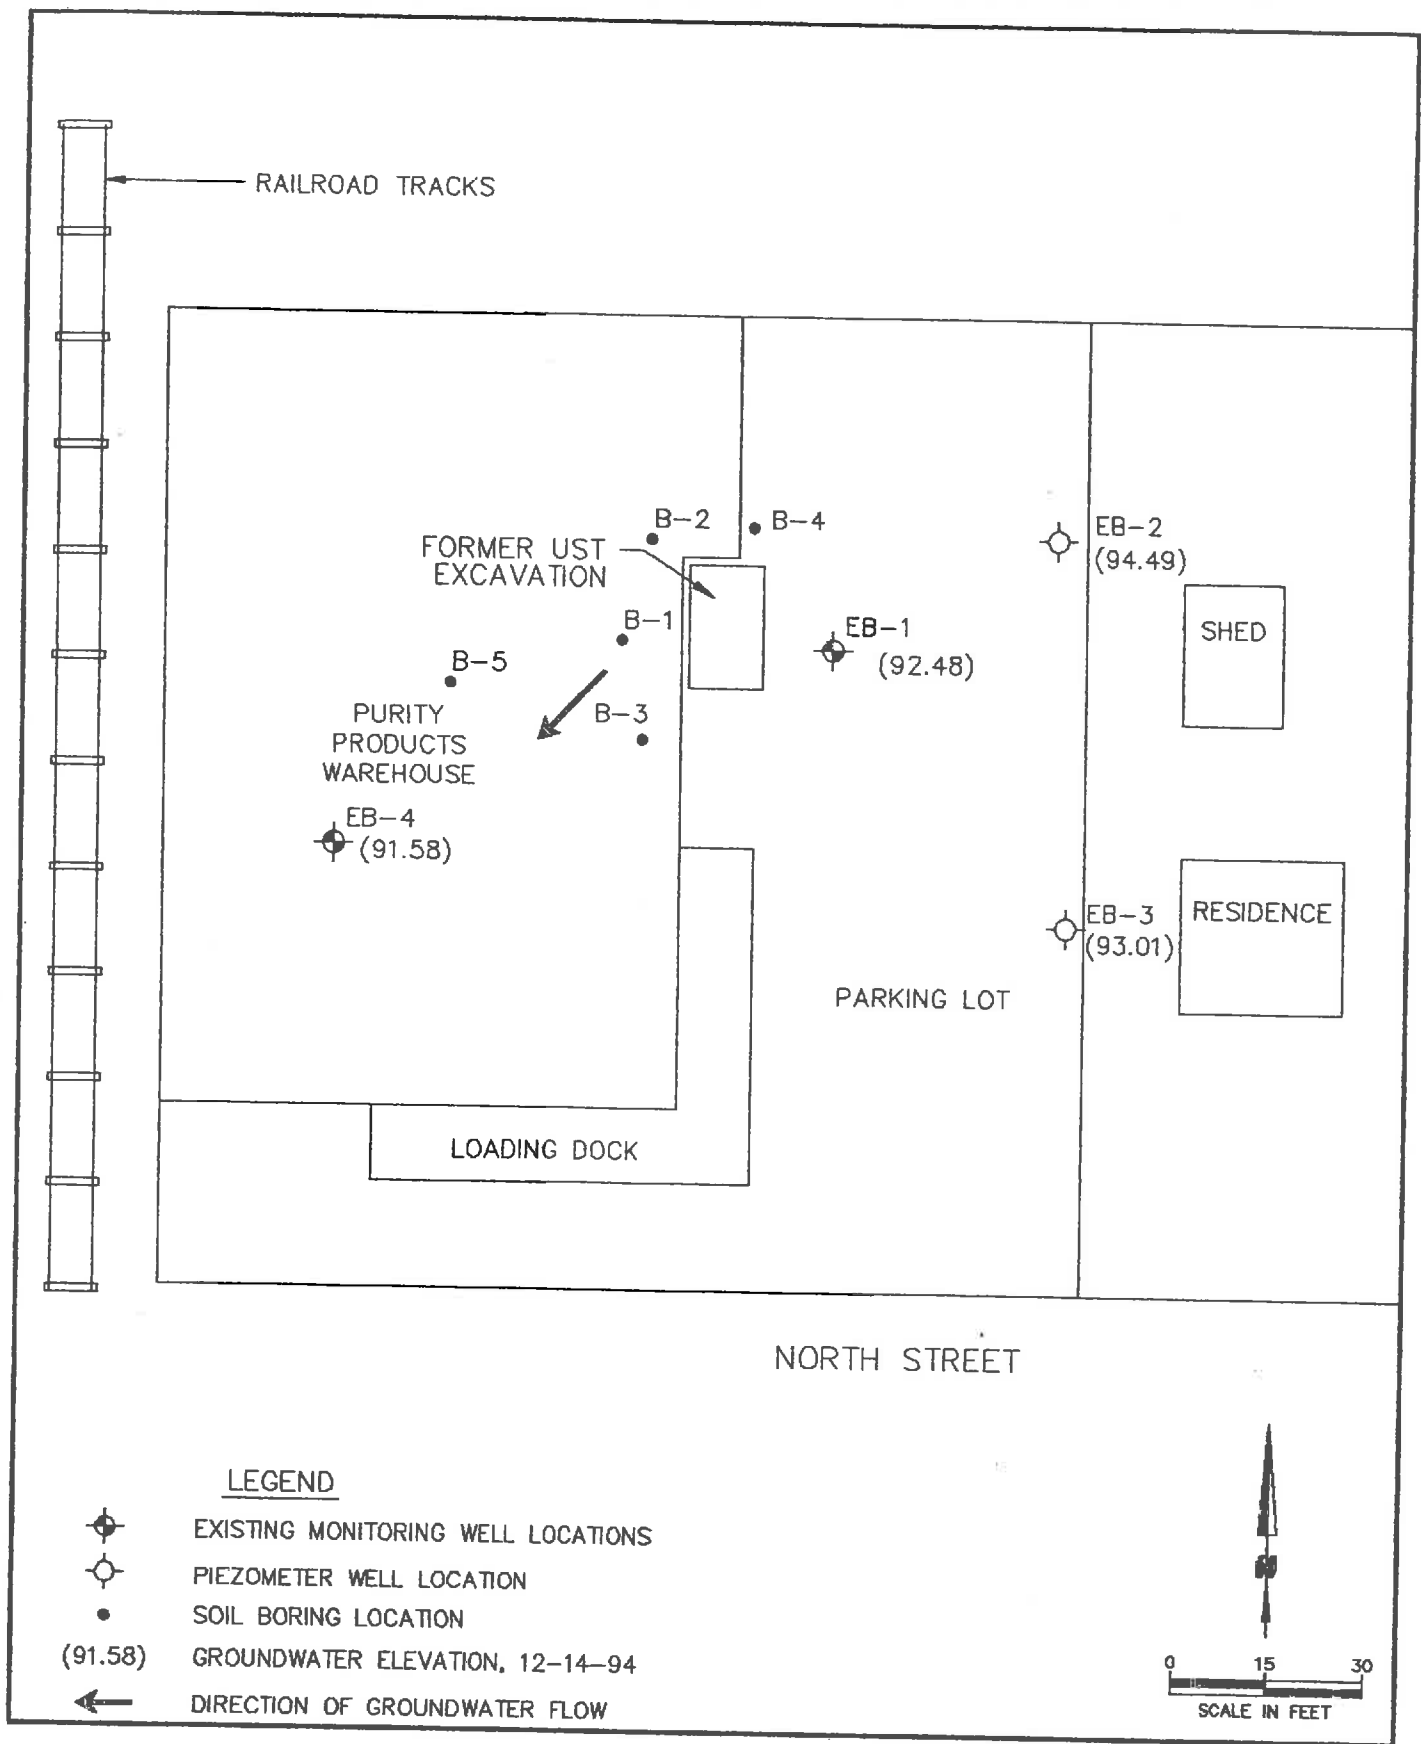 RAILROAD TRACKS
B-2
B-4
FORMER UST
EXCAVATION
EB-2
(94.49)
SHED
B-1
EB-1
(92.48)
B-5
B-3
PURITY
PRODUCTS
WAREHOUSE
EB-4
(91.58)
EB-3
(93.01)
RESIDENCE
PARKING LOT
LOADING DOCK
NORTH STREET
LEGEND
EXISTING MONITORING WELL LOCATIONS
PIEZOMETER WELL LOCATION
SOIL BORING LOCATION
(91.58) GROUNDWATER ELEVATION, 12-14-94
DIRECTION OF GROUNDWATER FLOW
N
0 15 30
SCALE IN FEET